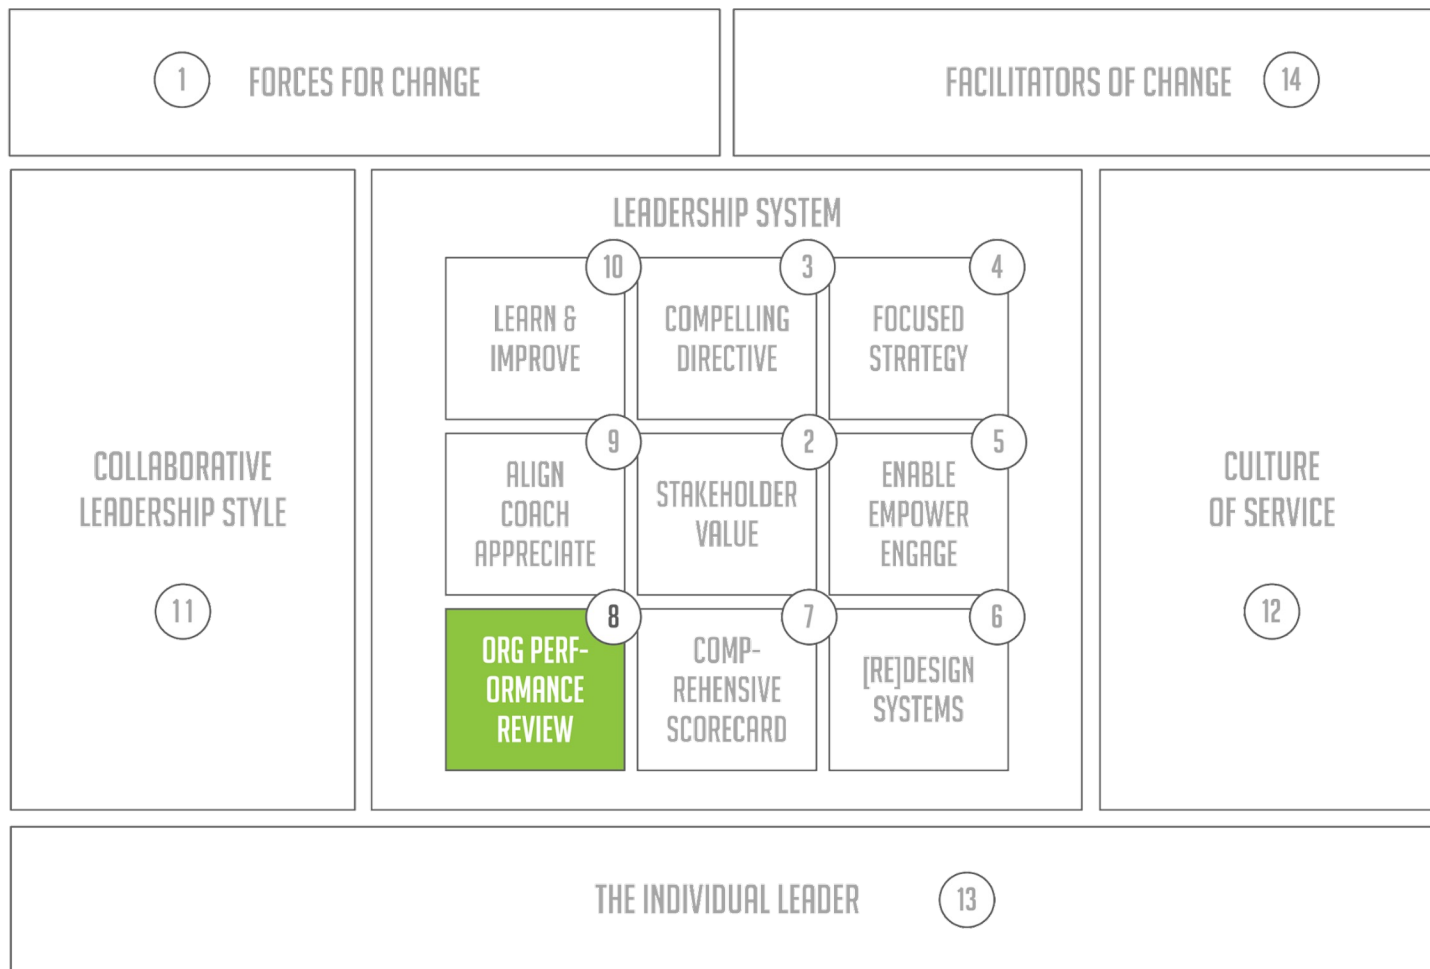 1 FORCES FOR CHANGE
FACILITATORS OF CHANGE 14
LEADERSHIP SYSTEM
10
LEARN &
IMPROVE
3
COMPELLING
DIRECTIVE
4
FOCUSED
STRATEGY
9
ALIGN
COACH
APPRECIATE
2
STAKEHOLDER
VALUE
5
ENABLE
EMPOWER
ENGAGE
8
ORG PERF-
ORMANCE
REVIEW
7
COMP-
REHENSIVE
SCORECARD
6
[RE]DESIGN
SYSTEMS
COLLABORATIVE
LEADERSHIP STYLE
11
CULTURE
OF SERVICE
12
THE INDIVIDUAL LEADER 13